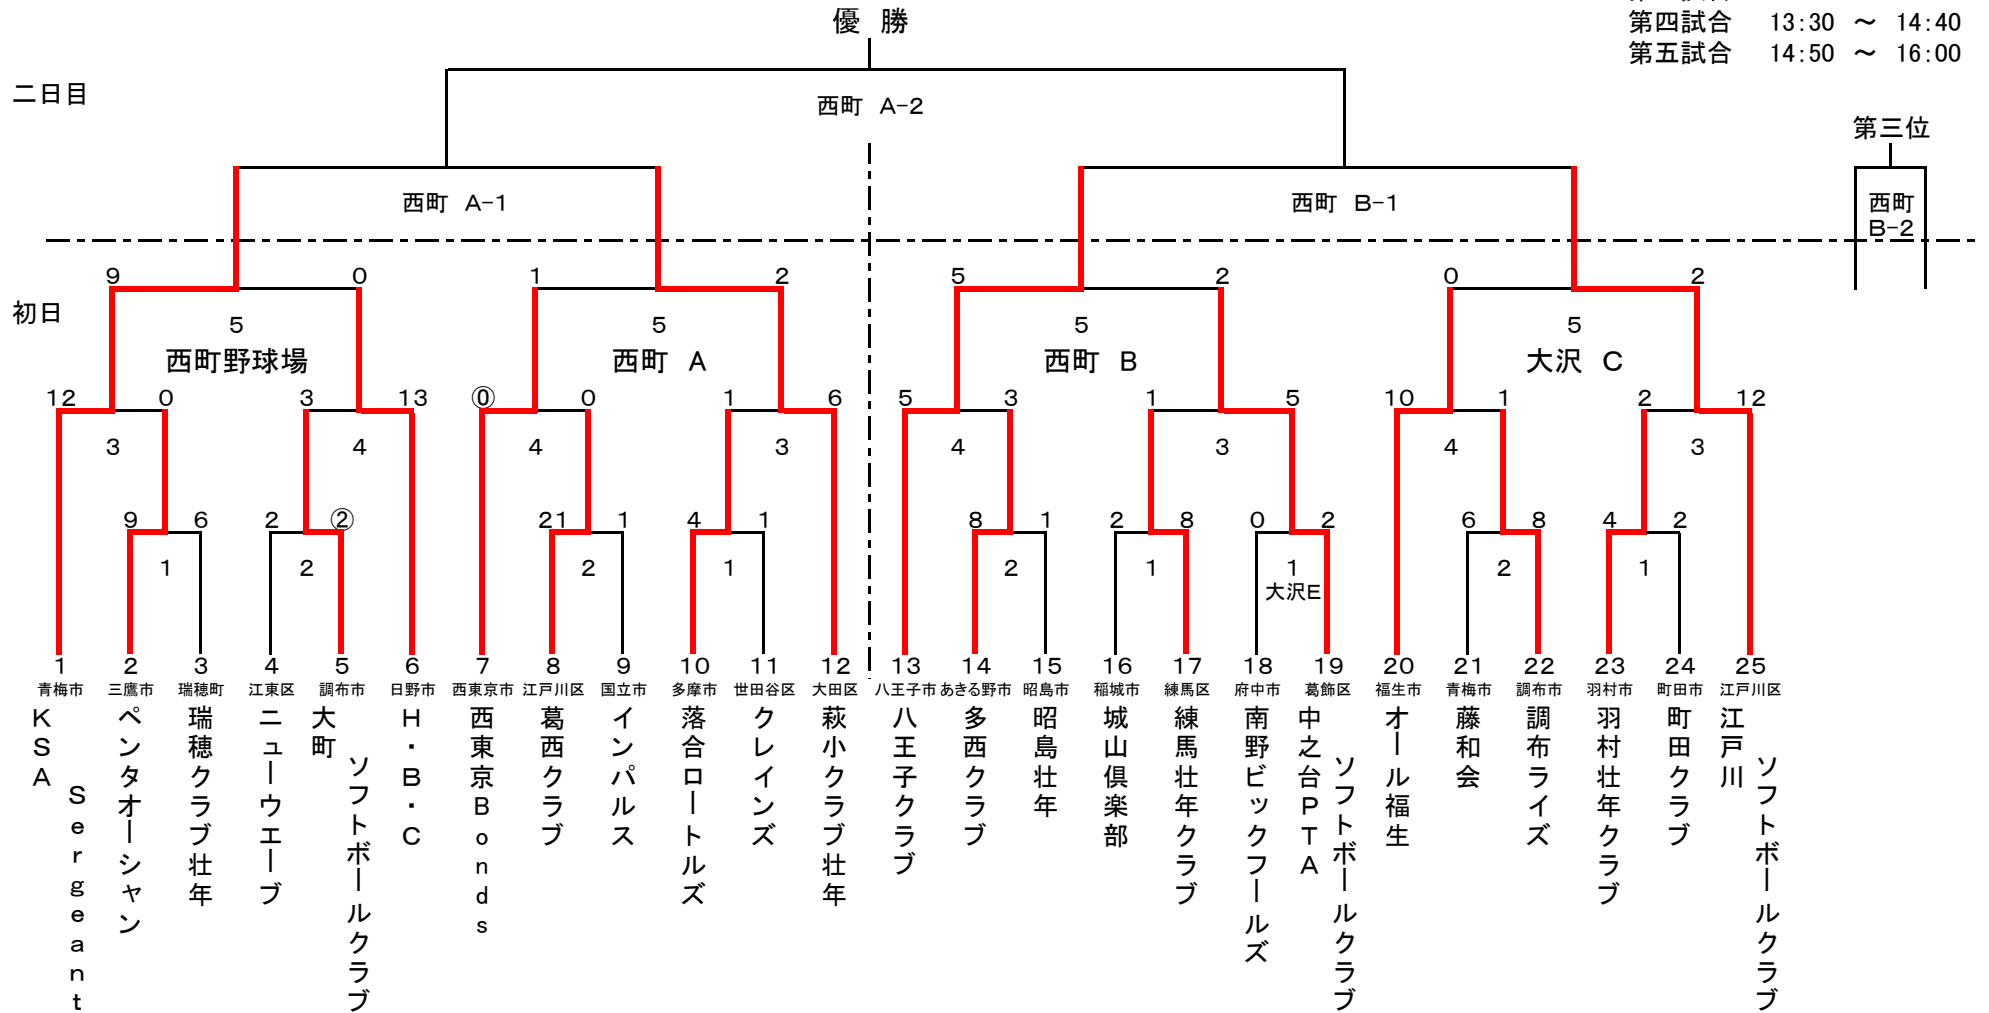 優 勝
第四試合 13:30 ～ 14:40
第五試合 14:50 ～ 16:00
二日目
西町 A-2
第三位
西町 A-1
西町 B-1
西町
B-2
初日
9 0 1 2 5 2 0 2
5 5 5 5
西町野球場 西町 A 西町 B 大沢 C
12 0 3 13 ⓪ 0 1 6 5 3 1 5 10 1 2 12
3 4 4 3 4 3 4 3
9 6 2 ② 21 1 4 1 8 1 2 8 0 2 6 8 4 2
1 2 2 1 2 1 1 2 1
大沢E
1 2 3 4 5 6 7 8 9 10 11 12 13 14 15 16 17 18 19 20 21 22 23 24 25
青梅市 三鷹市 瑞穂町 江東区 調布市 日野市 西東京市 江戸川区 国立市 多摩市 世田谷区 大田区 八王子市 あきる野市 昭島市 稲城市 練馬区 府中市 葛飾区 福生市 青梅市 調布市 羽村市 町田市 江戸川区
KSA
Sergeant
ペンタオーシャン
瑞穂クラブ壮年
ニューウエーブ
大町
ソフトボールクラブ
H・B・C
西東京Bonds
葛西クラブ
インパルス
落合ロートルズ
クレインズ
萩小クラブ壮年
八王子クラブ
多西クラブ
昭島壮年
城山倶楽部
練馬壮年クラブ
南野ビックフールズ
中之台PTA
ソフトボールクラブ
オール福生
藤和会
調布ライズ
羽村壮年クラブ
町田クラブ
江戸川
ソフトボールクラブ